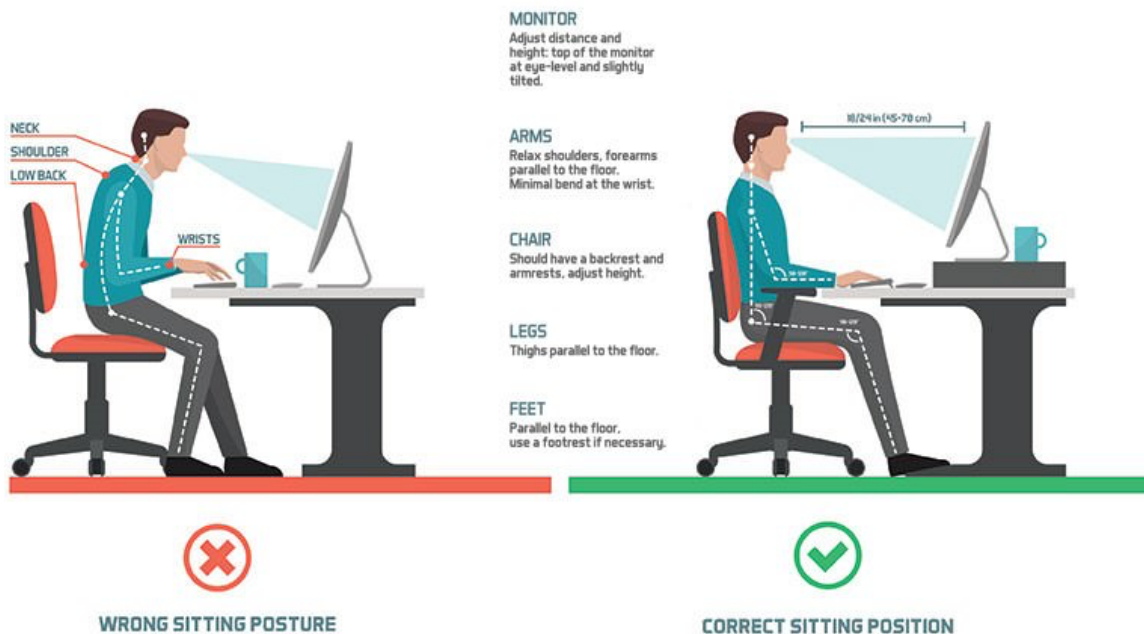 MONITOR
Adjust distance and
height: top of the monitor
at eye-level and slightly
tilted.
NECK
SHOULDER
LOW BACK
WRISTS
ARMS
Relax shoulders, forearms
parallel to the floor.
Minimal bend at the wrist.
CHAIR
Should have a backrest and
armrests, adjust height.
LEGS
Thighs parallel to the floor.
FEET
Parallel to the floor,
use a footrest if necessary.
(45-70 cm)
WRONG SITTING POSTURE
CORRECT SITTING POSITION